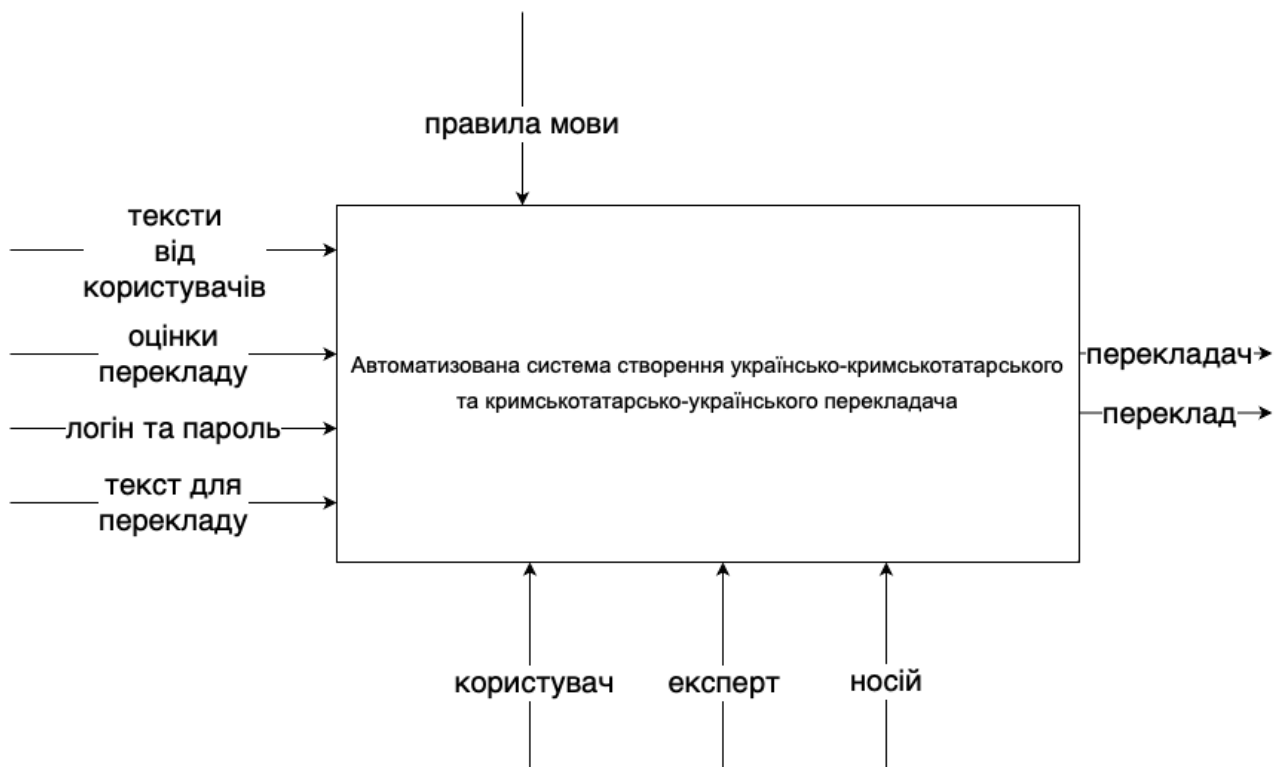 правила мови
тексти
від
користувачів
оцінки
перекладу
логін та пароль
текст для
перекладу
Автоматизована система створення українсько-кримськотатарського
та кримськотатарсько-українського перекладача
перекладач
переклад
користувач
експерт
носій